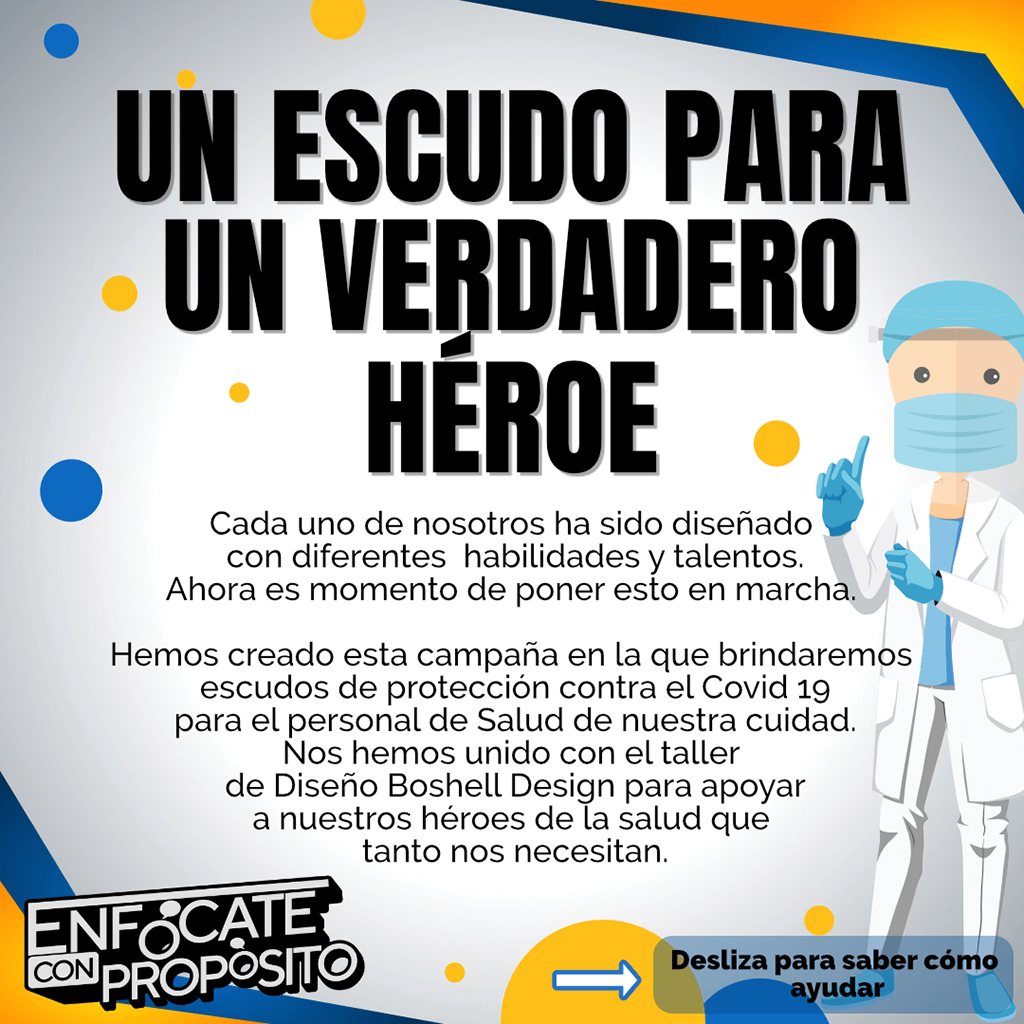 UN ESCUDO PARA
UN VERDADERO
HÉROE
Cada uno de nosotros ha sido diseñado
con diferentes habilidades y talentos.
Ahora es momento de poner esto en marcha.
Hemos creado esta campaña en la que brindaremos
escudos de protección contra el Covid 19
para el personal de Salud de nuestra cuidad.
Nos hemos unido con el taller
de Diseño Boshell Design para apoyar
a nuestros héroes de la salud que
tanto nos necesitan.
ENFÓCATE
CON PROPÓSITO
Desliza para saber cómo
ayudar